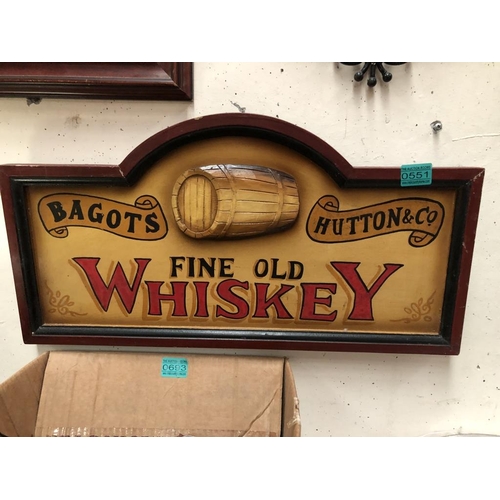 0551
BAGOTS
HUTTON & Co.
FINE OLD
WHISKEY
0693